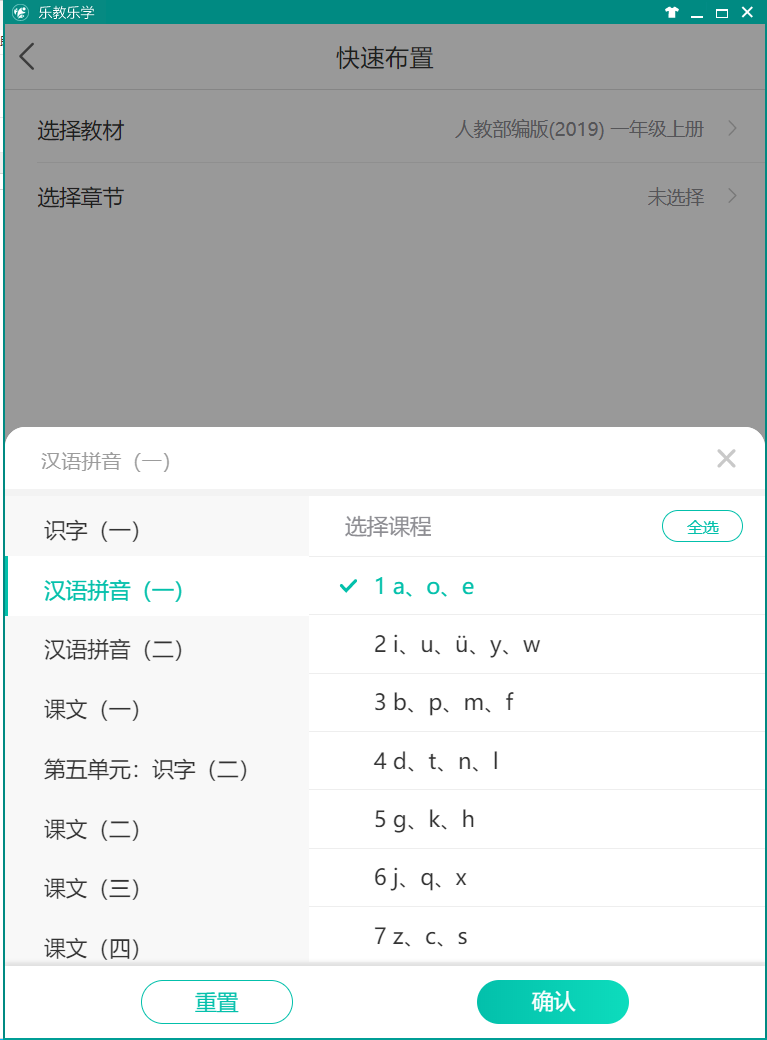 乐教乐学
快速布置
选择教材 人教部编版(2019) 一年级上册
选择章节 未选择
汉语拼音（一）
识字（一）
汉语拼音（一）
汉语拼音（二）
课文（一）
第五单元：识字（二）
课文（二）
课文（三）
课文（四）
选择课程 全选
1 a、o、e
2 i、u、ü、y、w
3 b、p、m、f
4 d、t、n、l
5 g、k、h
6 j、q、x
7 z、c、s
重置 确认